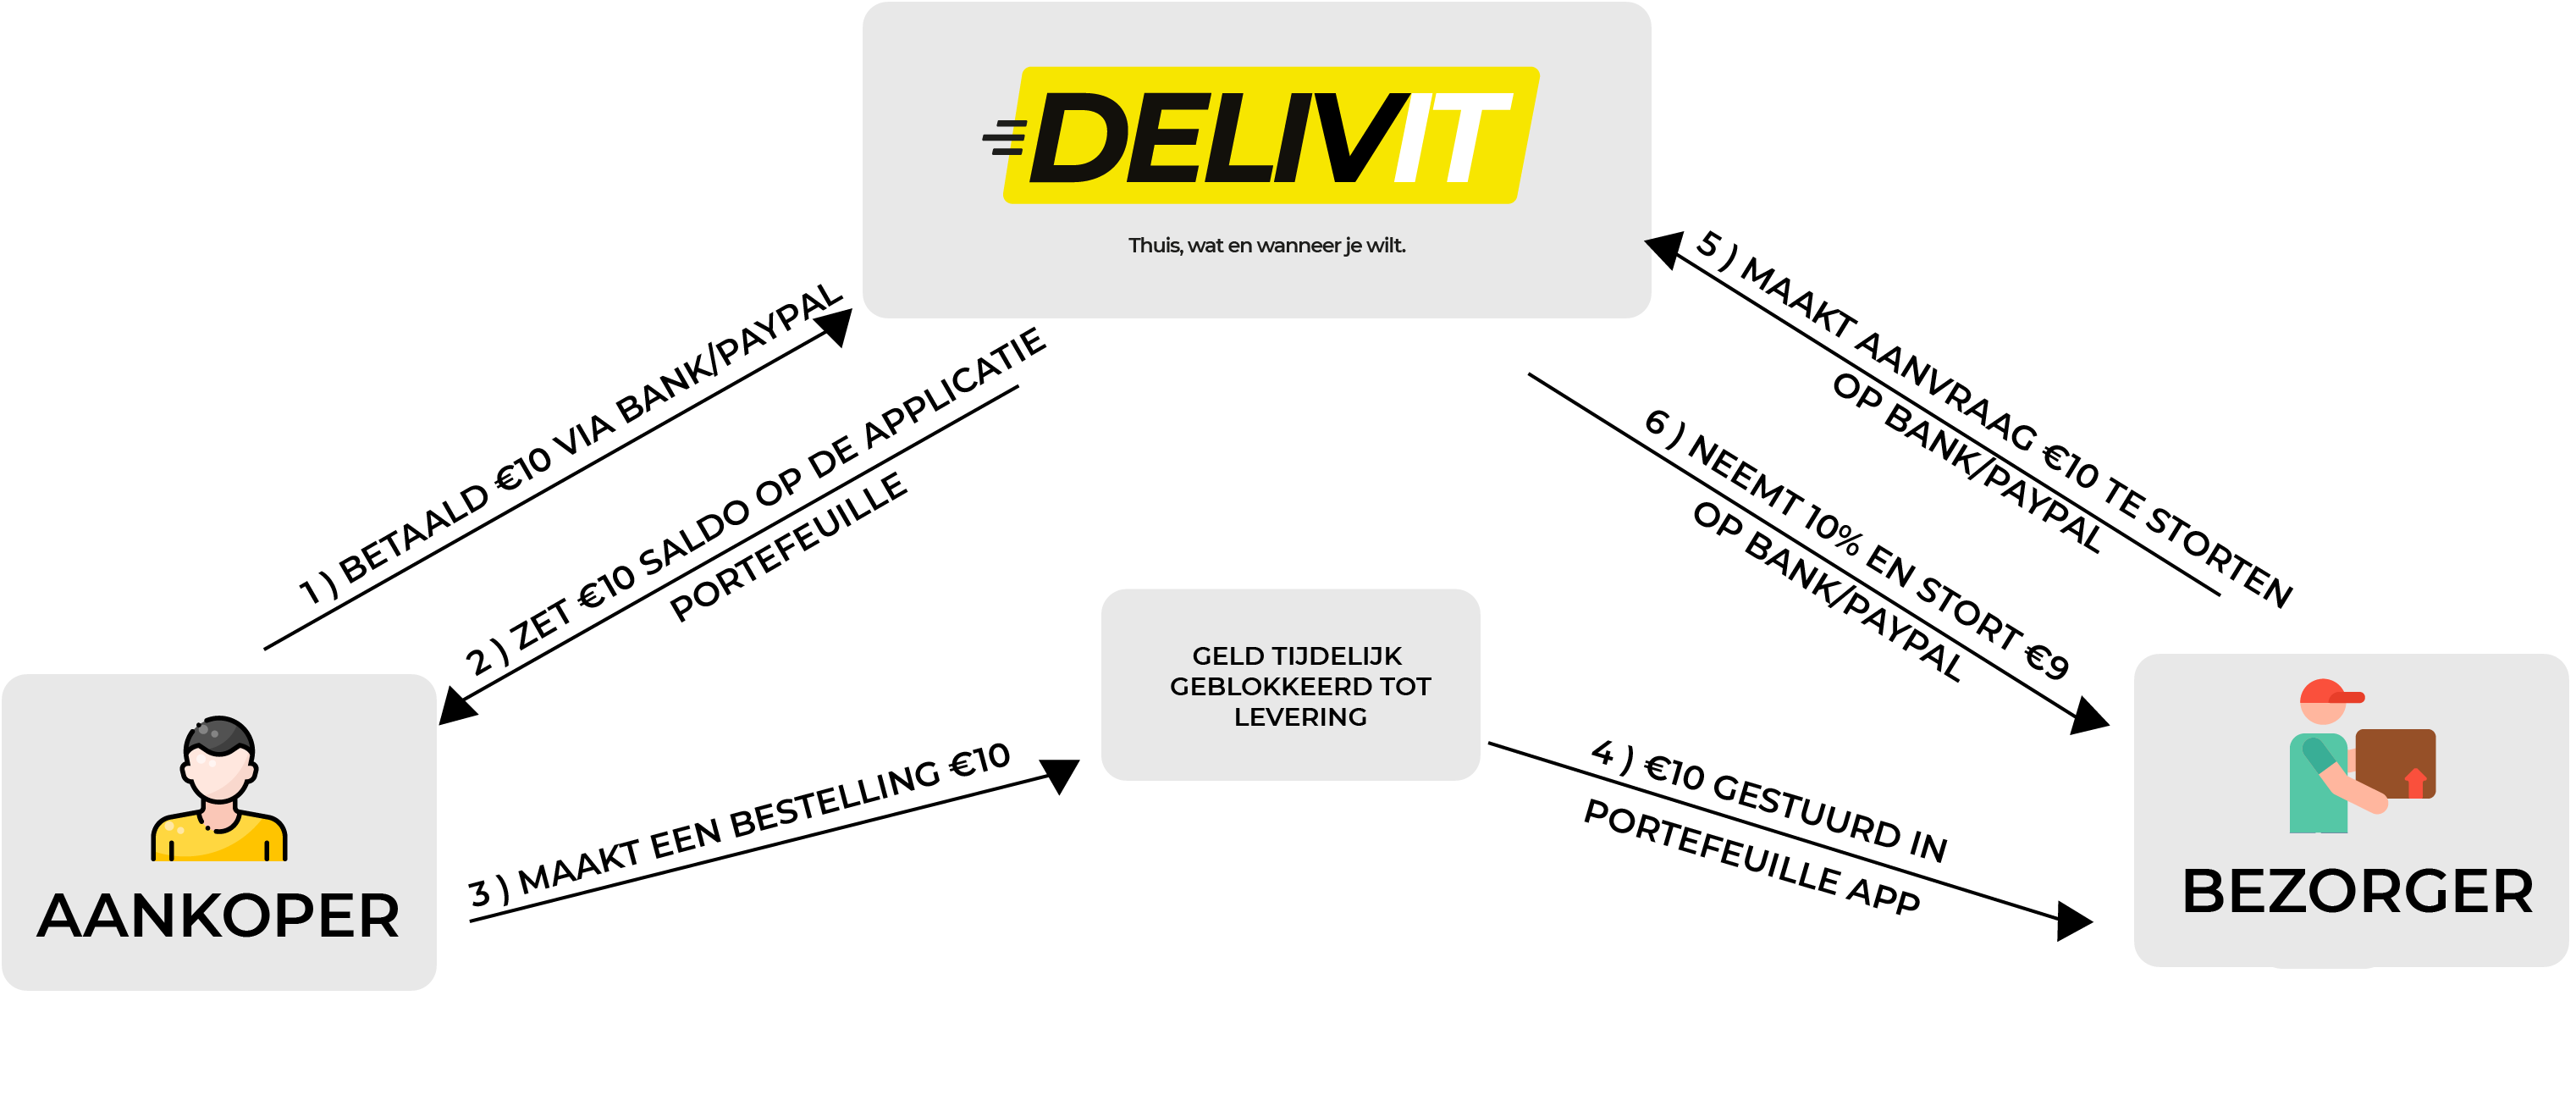 DELIVIT
Thuis, wat en wanneer je wilt.
1 ) BETAALD €10 VIA BANK/PAYPAL
2 ) ZET €10 SALDO OP DE APPLICATIE
PORTEFEUILLE
3 ) MAAKT EEN BESTELLING €10
GELD TIJDELIJK
GEBLOKKEERD TOT
LEVERING
4 ) €10 GESTUURD IN
PORTEFEUILLE APP
5 ) MAAKT AANVRAAG €10 TE STORTEN
OP BANK/PAYPAL
6 ) NEEMT 10% EN STORT €9
OP BANK/PAYPAL
AANKOPER
BEZORGER